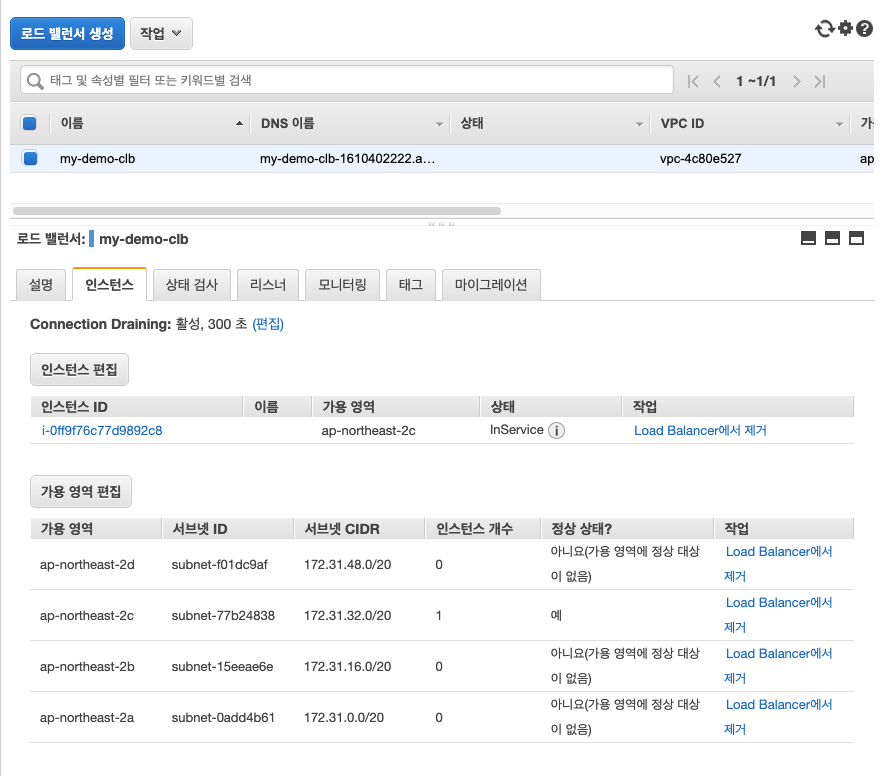 로드 밸런서 생성 작업
태그 및 속성별 필터 또는 키워드별 검색 1 ~1/1
이름 DNS 이름 상태 VPC ID
my-demo-clb my-demo-clb-1610402222.a… vpc-4c80e527 ap
로드 밸런서: my-demo-clb
설명 인스턴스 상태 검사 리스너 모니터링 태그 마이그레이션
Connection Draining: 활성, 300 초 (편집)
인스턴스 편집
인스턴스 ID 이름 가용 영역 상태 작업
i-0ff9f76c77d9892c8 ap-northeast-2c InService Load Balancer에서 제거
가용 영역 편집
가용 영역 서브넷 ID 서브넷 CIDR 인스턴스 개수 정상 상태? 작업
ap-northeast-2d subnet-f01dc9af 172.31.48.0/20 0 아니요(가용 영역에 정상 대상 Load Balancer에서
이 없음) 제거
ap-northeast-2c subnet-77b24838 172.31.32.0/20 1 예 Load Balancer에서
제거
ap-northeast-2b subnet-15eeae6e 172.31.16.0/20 0 아니요(가용 영역에 정상 대상 Load Balancer에서
이 없음) 제거
ap-northeast-2a subnet-0add4b61 172.31.0.0/20 0 아니요(가용 영역에 정상 대상 Load Balancer에서
이 없음) 제거